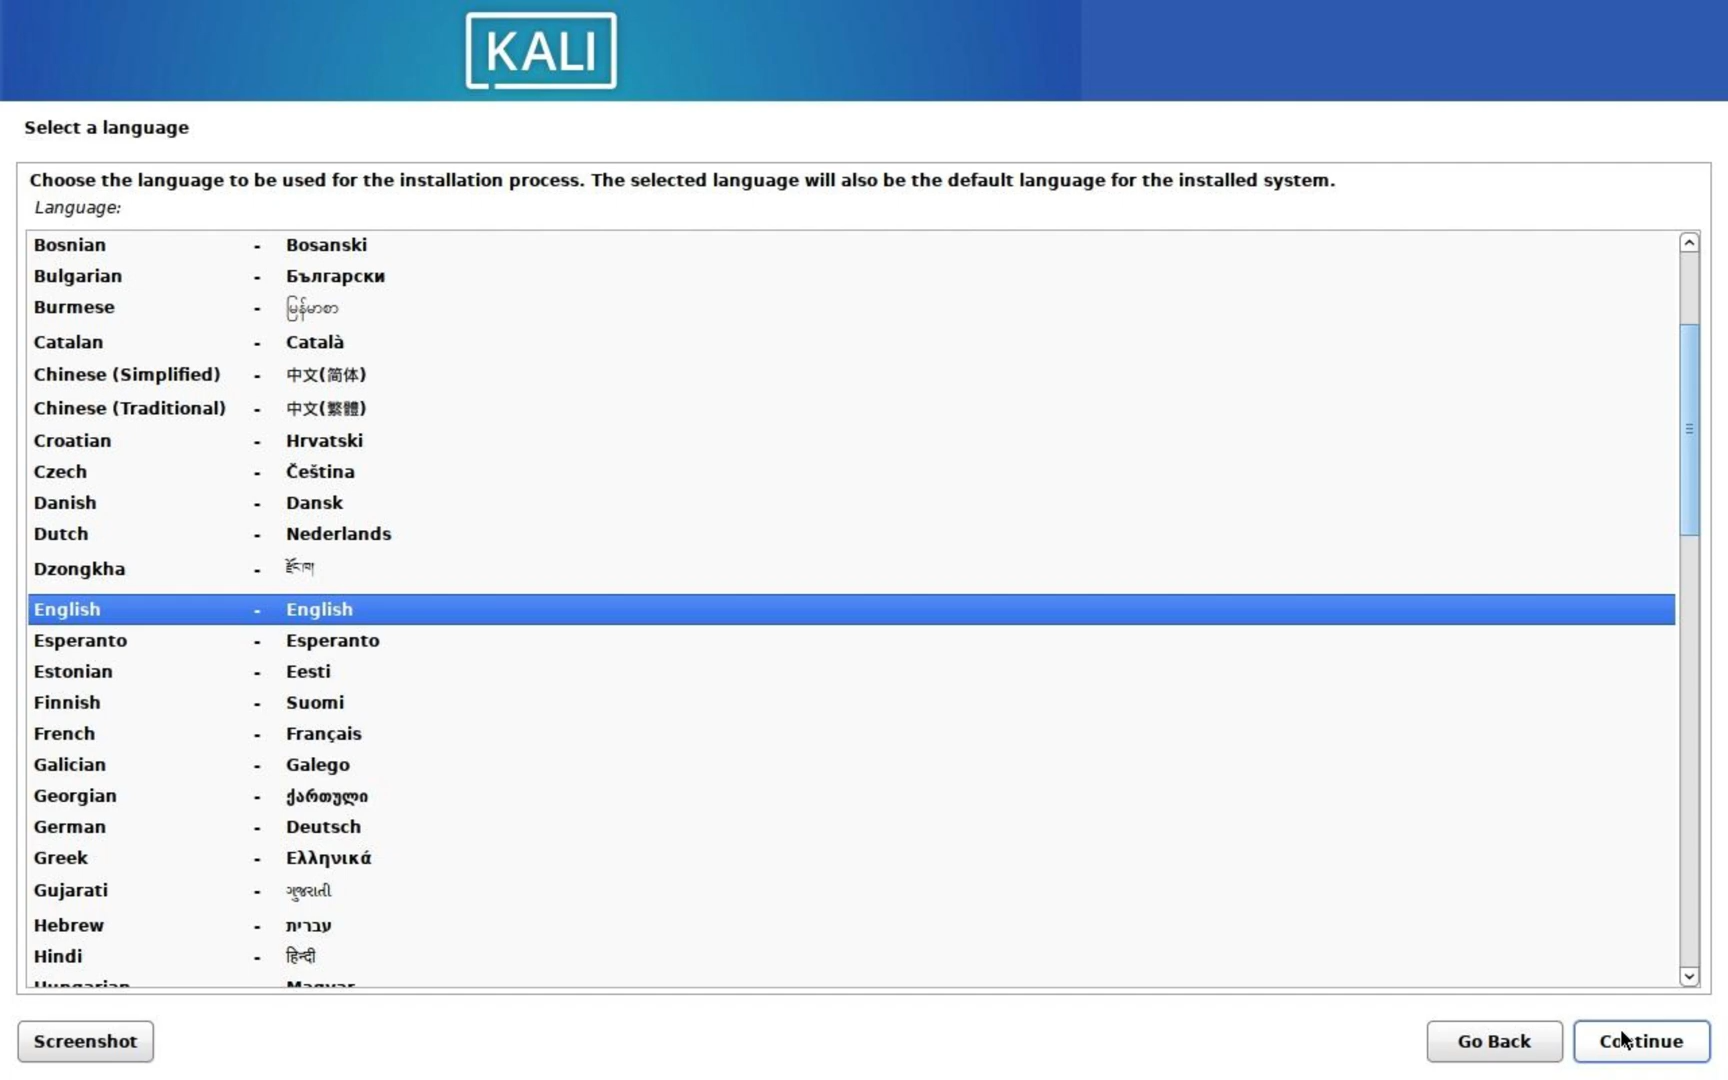 KALI
Select a language
Choose the language to be used for the installation process. The selected language will also be the default language for the installed system.
Language:
Bosnian - Bosanski
Bulgarian - Български
Burmese - မြန်မာစာ
Catalan - Català
Chinese (Simplified) - 中文(简体)
Chinese (Traditional) - 中文(繁體)
Croatian - Hrvatski
Czech - Čeština
Danish - Dansk
Dutch - Nederlands
Dzongkha - རྫོང་ཁ།
English - English
Esperanto - Esperanto
Estonian - Eesti
Finnish - Suomi
French - Français
Galician - Galego
Georgian - ქართული
German - Deutsch
Greek - Ελληνικά
Gujarati - ગુજરાતી
Hebrew - עברית
Hindi - हिन्दी
Hungarian - Magyar
Screenshot
Go Back
Continue